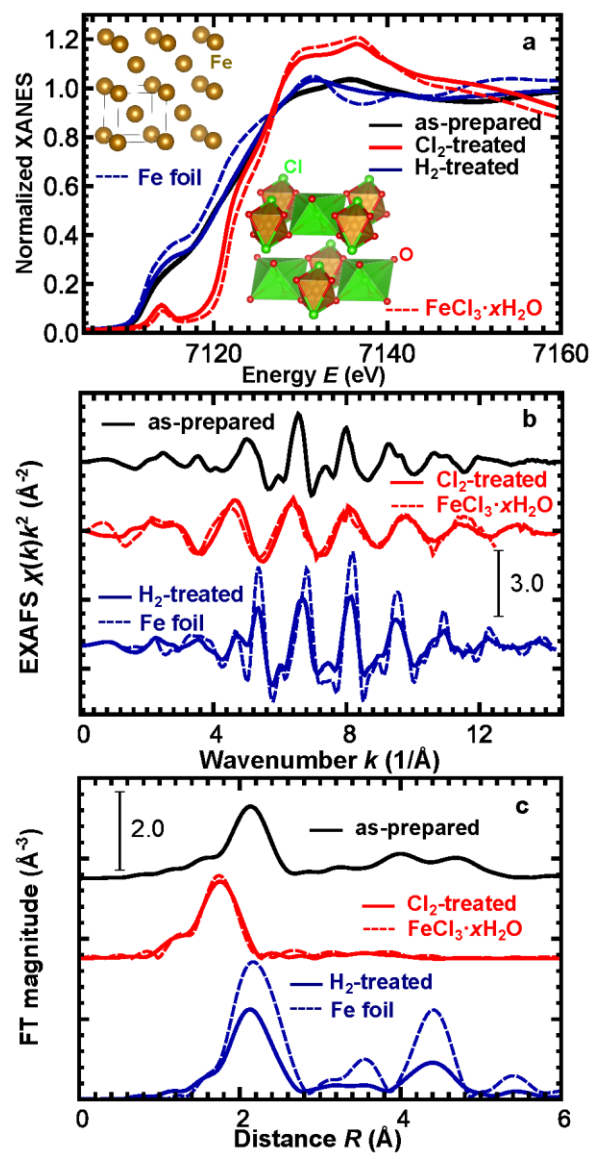 1.2
1.0
0.8
0.6
0.4
0.2
0.0
Normalized XANES
a
Fe
as-prepared
Cl₂-treated
H₂-treated
Fe foil
Cl
O
FeCl₃·xH₂O
7120
7140
7160
Energy E (eV)
b
as-prepared
Cl₂-treated
FeCl₃·xH₂O
3.0
H₂-treated
Fe foil
EXAFS χ(k)k² (Å⁻²)
0
4
8
12
Wavenumber k (1/Å)
c
2.0
as-prepared
Cl₂-treated
FeCl₃·xH₂O
H₂-treated
Fe foil
FT magnitude (Å⁻³)
0
2
4
6
Distance R (Å)